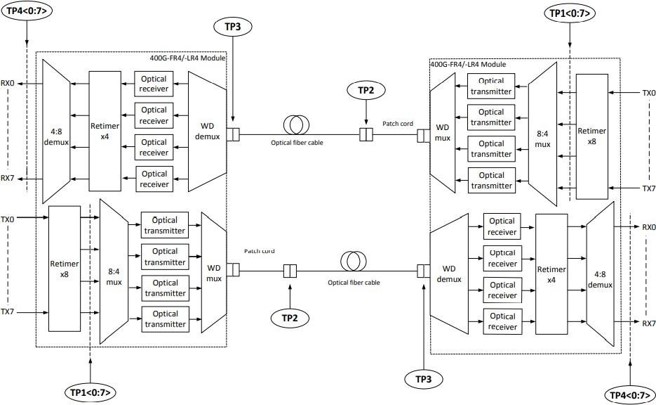 TP4<0:7>
TP3
TP1<0:7>
400G-FR4/-LR4 Module
400G-FR4/-LR4 Module
RX0
RX7
4:8
demux
Retimer
x4
Optical
receiver
Optical
receiver
Optical
receiver
Optical
receiver
WD
demux
Optical fiber cable
TP2
Patch cord
WD
mux
Optical
transmitter
Optical
transmitter
Optical
transmitter
Optical
transmitter
8:4
mux
Retimer
x8
TX0
TX7
TX0
TX7
Retimer
x8
8:4
mux
Optical
transmitter
Optical
transmitter
Optical
transmitter
Optical
transmitter
WD
mux
Patch cord
TP2
Optical fiber cable
WD
demux
Optical
receiver
Optical
receiver
Optical
receiver
Optical
receiver
Retimer
x4
4:8
demux
RX0
RX7
TP1<0:7>
TP3
TP4<0:7>